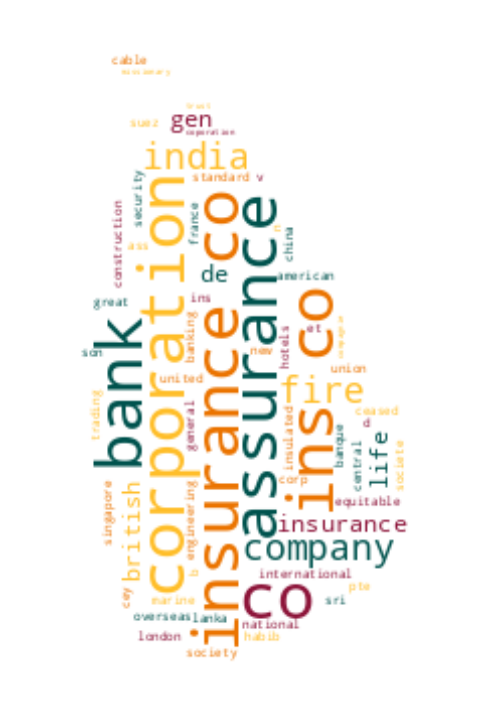 cable
missionary
trust
suez
gen
coporation
india
standard
v
security
corporation
insurance co
assurance
france
construction
n
china
ass
de
american
great
ins
ins co
et
bank
banking
hotels
son
new
union
united
fire
trading
general
insulated
ceased
d
banque
central
life
societe
corp
singapore
british
engineering
equitable
insurance
company
b
international
cey
marine
co
pte
sri
overseas
lanka
national
london
habib
society